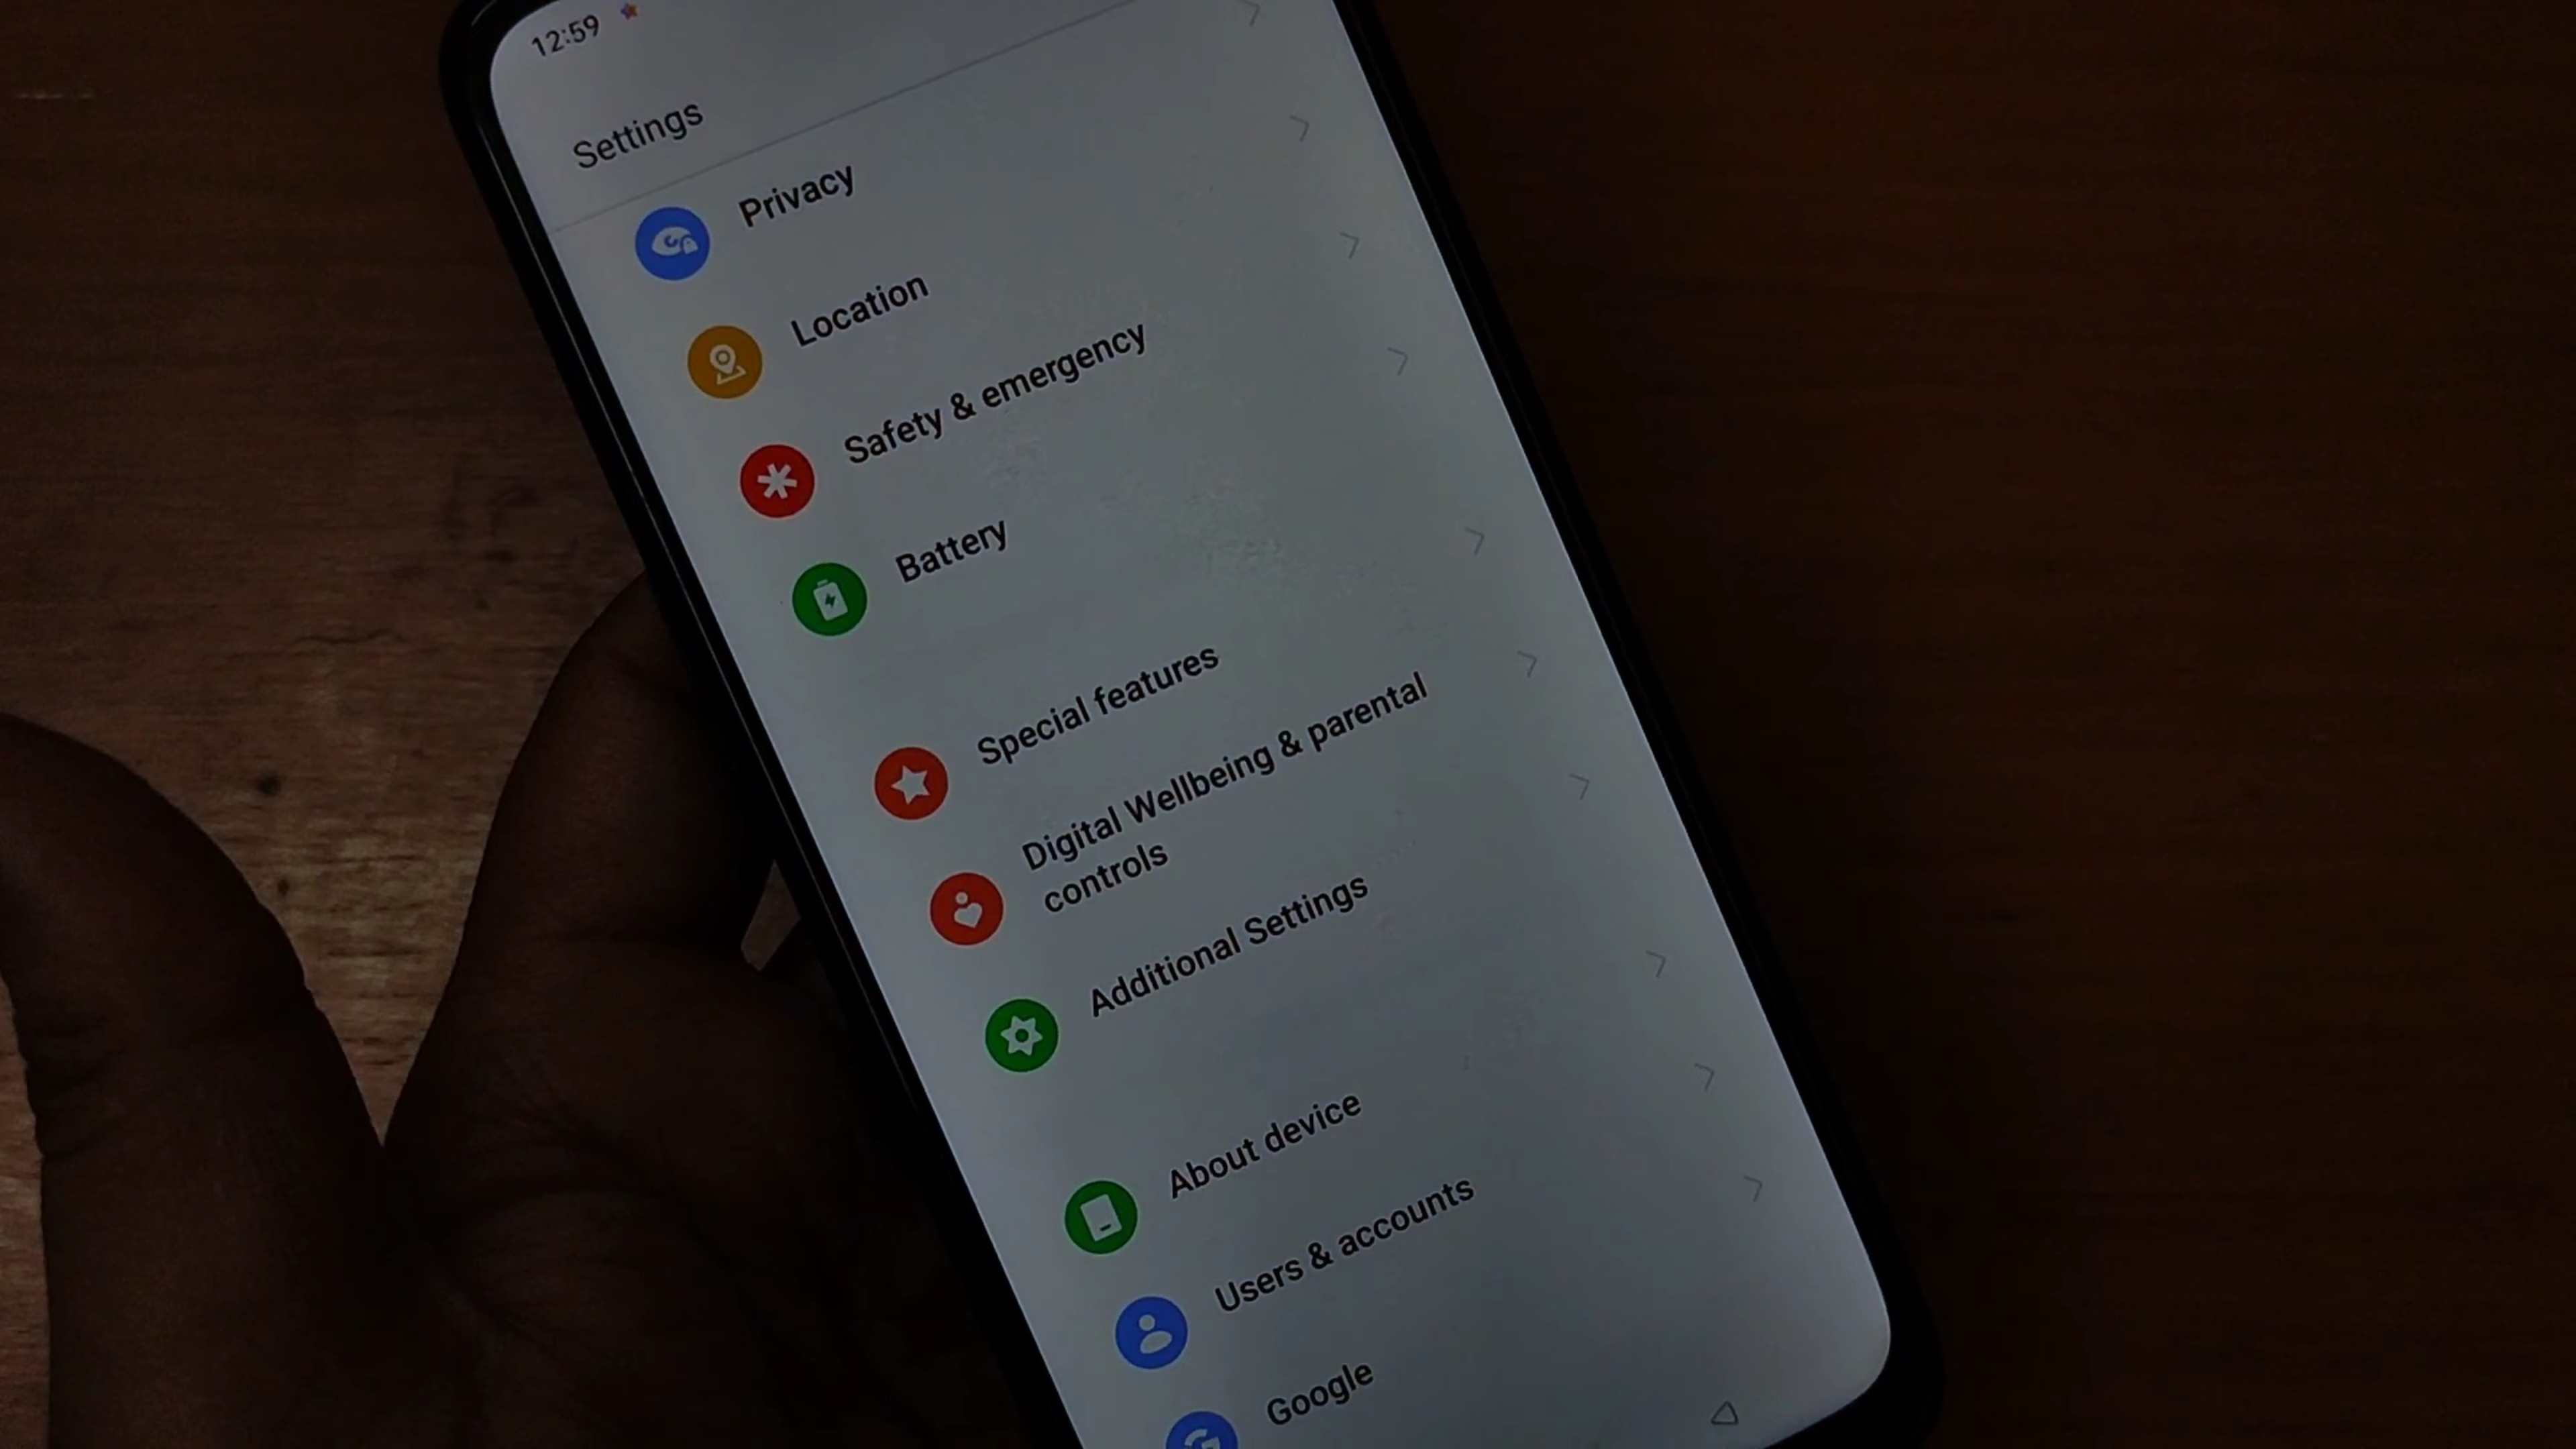 12:59
Settings
Privacy
Location
Safety & emergency
Battery
Special features
Digital Wellbeing & parental
controls
Additional Settings
About device
Users & accounts
Google